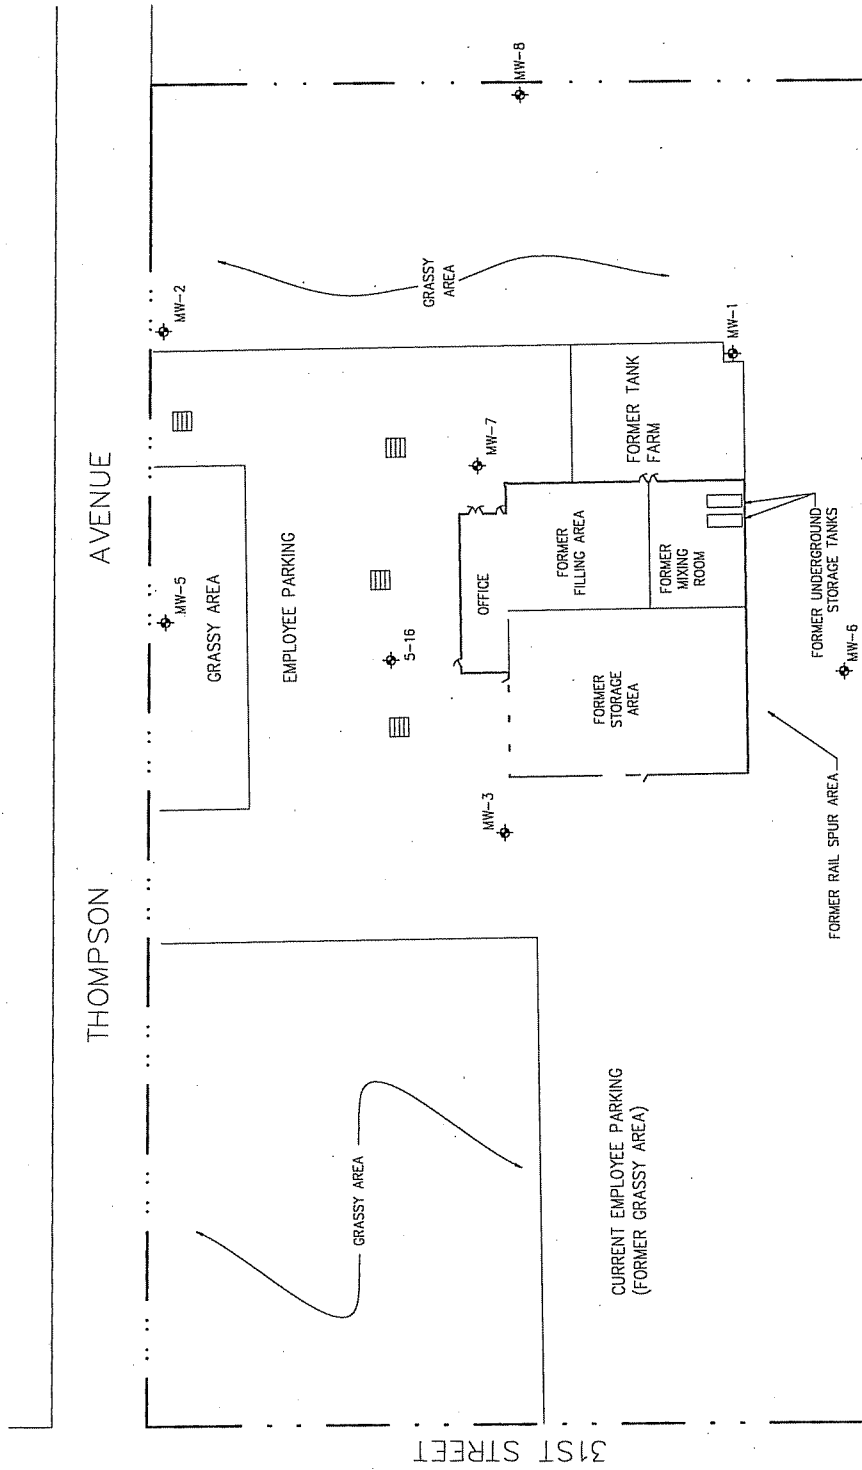 THOMPSON
AVENUE
MW-5
MW-2
GRASSY AREA
EMPLOYEE PARKING
5-16
MW-7
MW-3
OFFICE
GRASSY
AREA
MW-8
GRASSY AREA
FORMER
FILLING AREA
FORMER
STORAGE
AREA
FORMER
MIXING
ROOM
FORMER TANK
FARM
MW-1
CURRENT EMPLOYEE PARKING
(FORMER GRASSY AREA)
FORMER UNDERGROUND
STORAGE TANKS
FORMER RAIL SPUR AREA
MW-6
31ST STREET